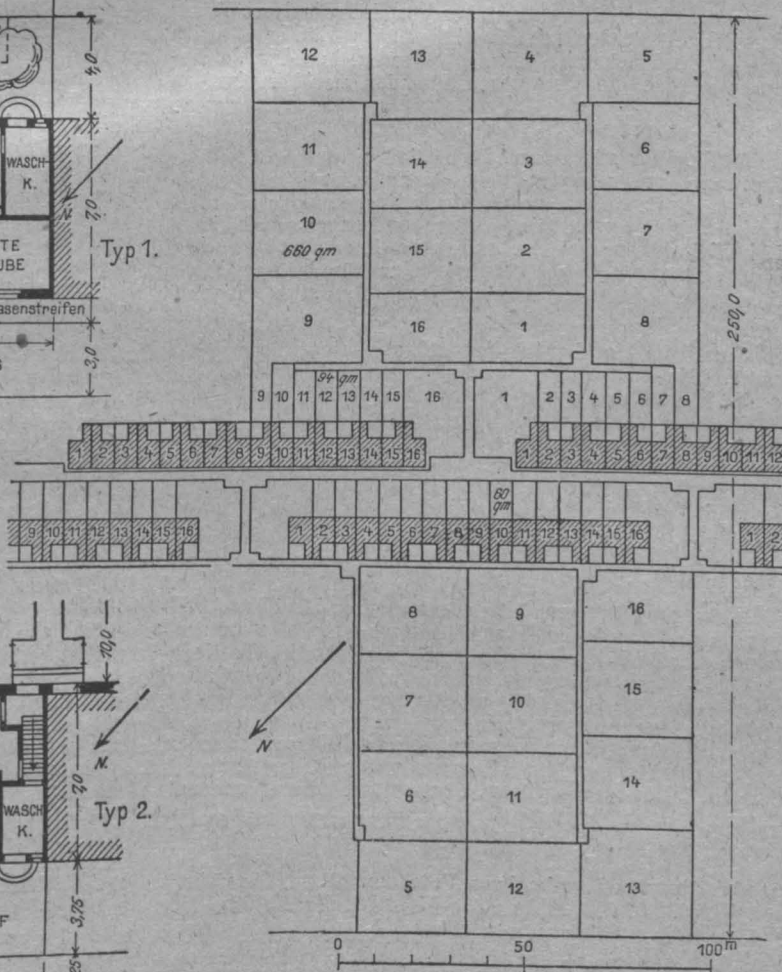 4,0
WASCH-
K.
7,0
N.
TE
UBE
Typ 1.
asenstreifen
3,0
12 13 4 5
11 14 3 6
10
660 qm
15 2 7
9 16 1 8
250,0
94 qm
9 10 11 12 13 14 15 16 1 2 3 4 5 6 7 8
1 2 3 4 5 6 7 8 9 10 11 12 13 14 15 16 1 2 3 4 5 6 7 8 9 10 11 12
60
qm
9 10 11 12 13 14 15 16 1 2 3 4 5 6 7 8 9 10 11 12 13 14 15 16 1 2
8 9 16
7 10 15
6 11 14
5 12 13
N
10,0
N.
7,0
WASCH
K.
Typ 2.
F
3,75
25
0 50 100 m